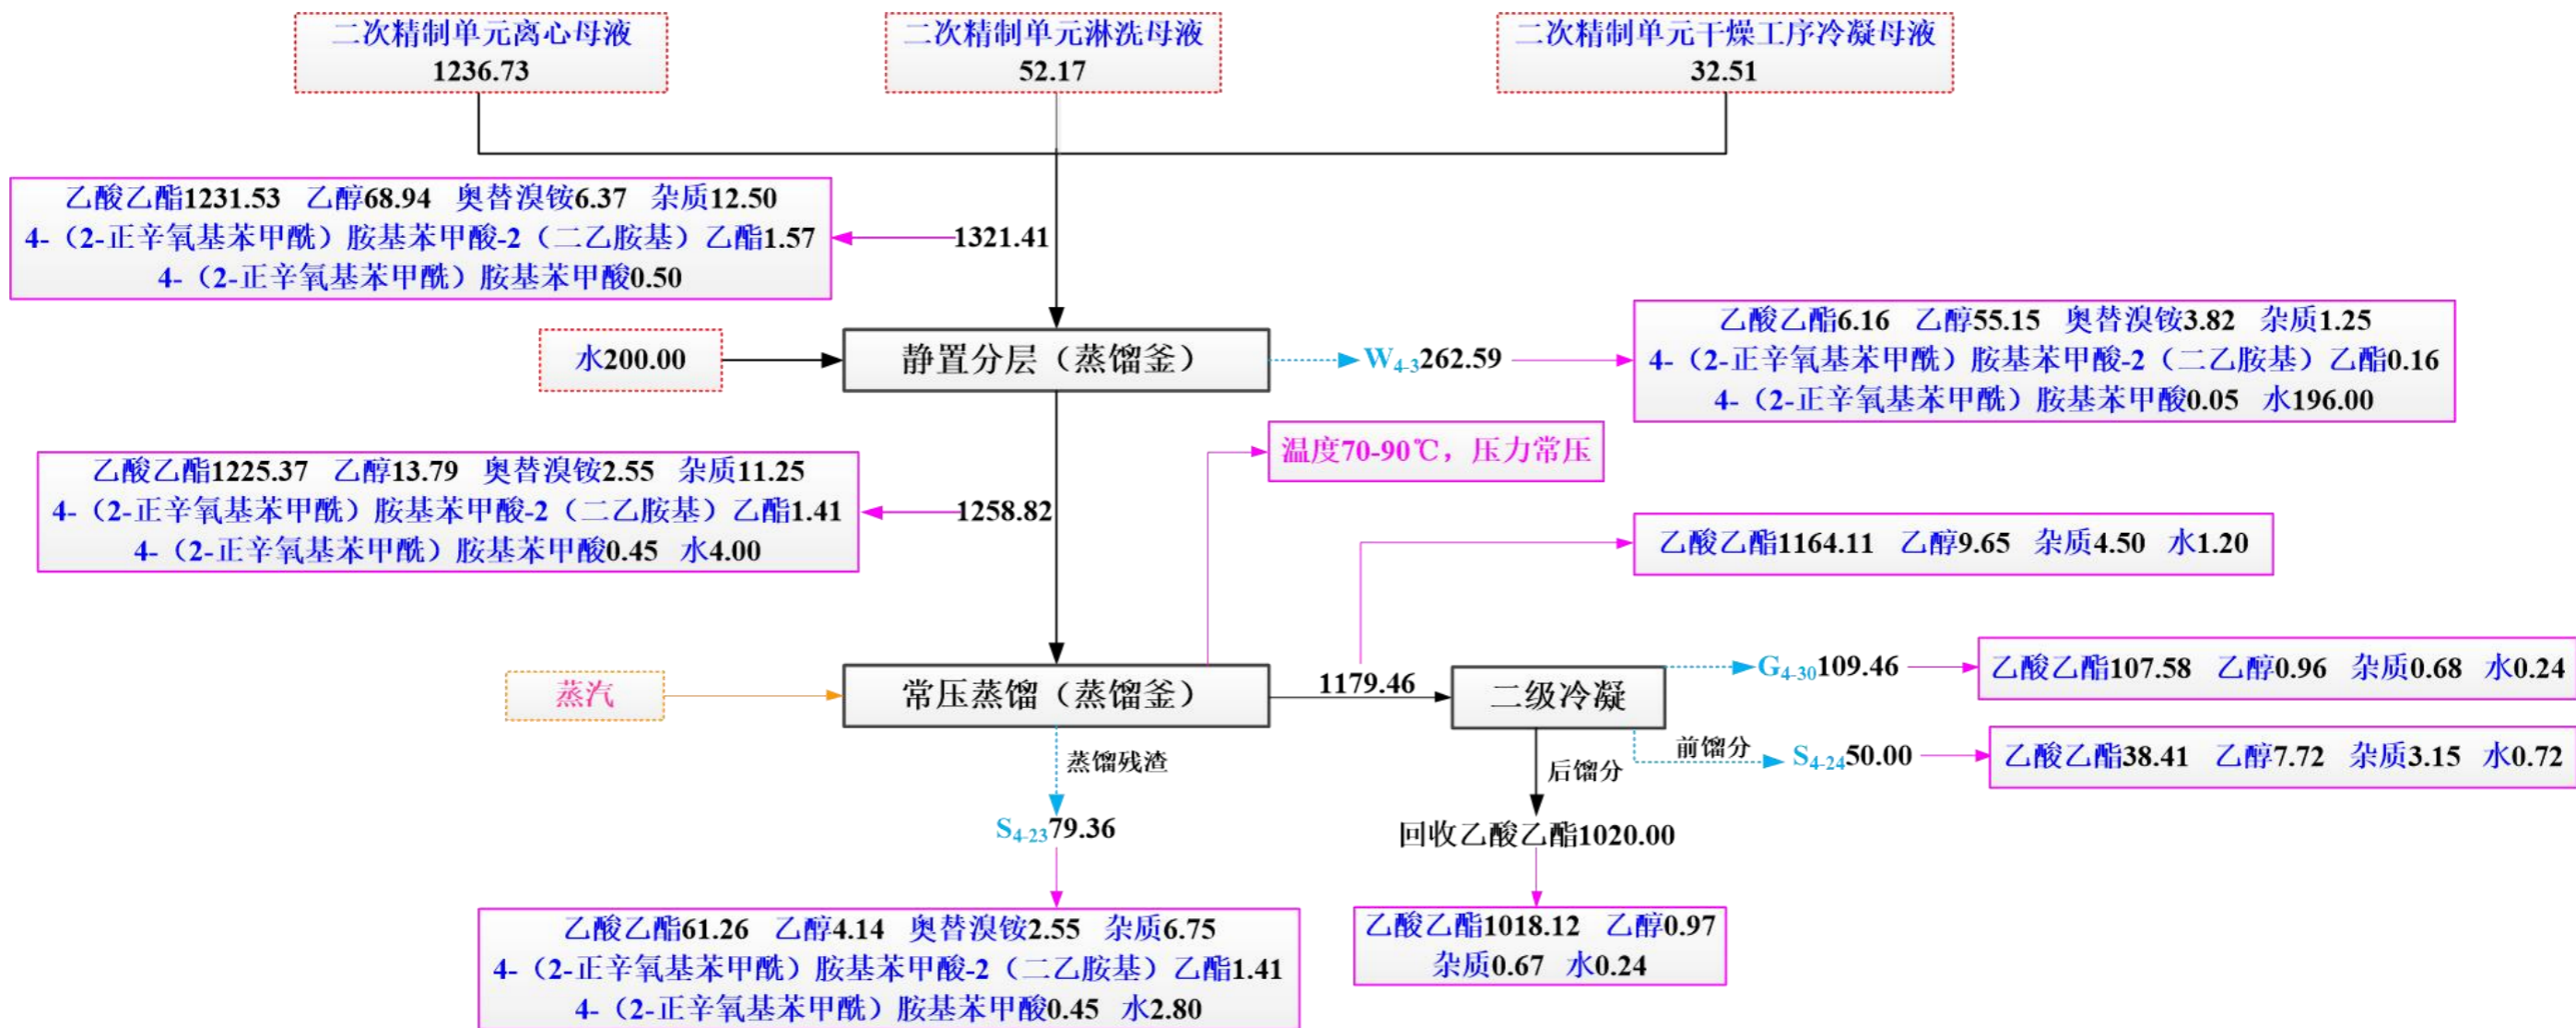 二次精制单元离心母液
1236.73
二次精制单元淋洗母液
52.17
二次精制单元干燥工序冷凝母液
32.51
乙酸乙酯1231.53 乙醇68.94 奥替溴铵6.37 杂质12.50
4-（2-正辛氧基苯甲酰）胺基苯甲酸-2（二乙胺基）乙酯1.57
4-（2-正辛氧基苯甲酰）胺基苯甲酸0.50
1321.41
水200.00
静置分层（蒸馏釜）
W4-3262.59
乙酸乙酯6.16 乙醇55.15 奥替溴铵3.82 杂质1.25
4-（2-正辛氧基苯甲酰）胺基苯甲酸-2（二乙胺基）乙酯0.16
4-（2-正辛氧基苯甲酰）胺基苯甲酸0.05 水196.00
温度70-90℃，压力常压
乙酸乙酯1225.37 乙醇13.79 奥替溴铵2.55 杂质11.25
4-（2-正辛氧基苯甲酰）胺基苯甲酸-2（二乙胺基）乙酯1.41
4-（2-正辛氧基苯甲酰）胺基苯甲酸0.45 水4.00
1258.82
乙酸乙酯1164.11 乙醇9.65 杂质4.50 水1.20
蒸汽
常压蒸馏（蒸馏釜）
1179.46
二级冷凝
G4-30109.46
乙酸乙酯107.58 乙醇0.96 杂质0.68 水0.24
前馏分
S4-2450.00
乙酸乙酯38.41 乙醇7.72 杂质3.15 水0.72
蒸馏残渣
后馏分
S4-2379.36
回收乙酸乙酯1020.00
乙酸乙酯61.26 乙醇4.14 奥替溴铵2.55 杂质6.75
4-（2-正辛氧基苯甲酰）胺基苯甲酸-2（二乙胺基）乙酯1.41
4-（2-正辛氧基苯甲酰）胺基苯甲酸0.45 水2.80
乙酸乙酯1018.12 乙醇0.97
杂质0.67 水0.24